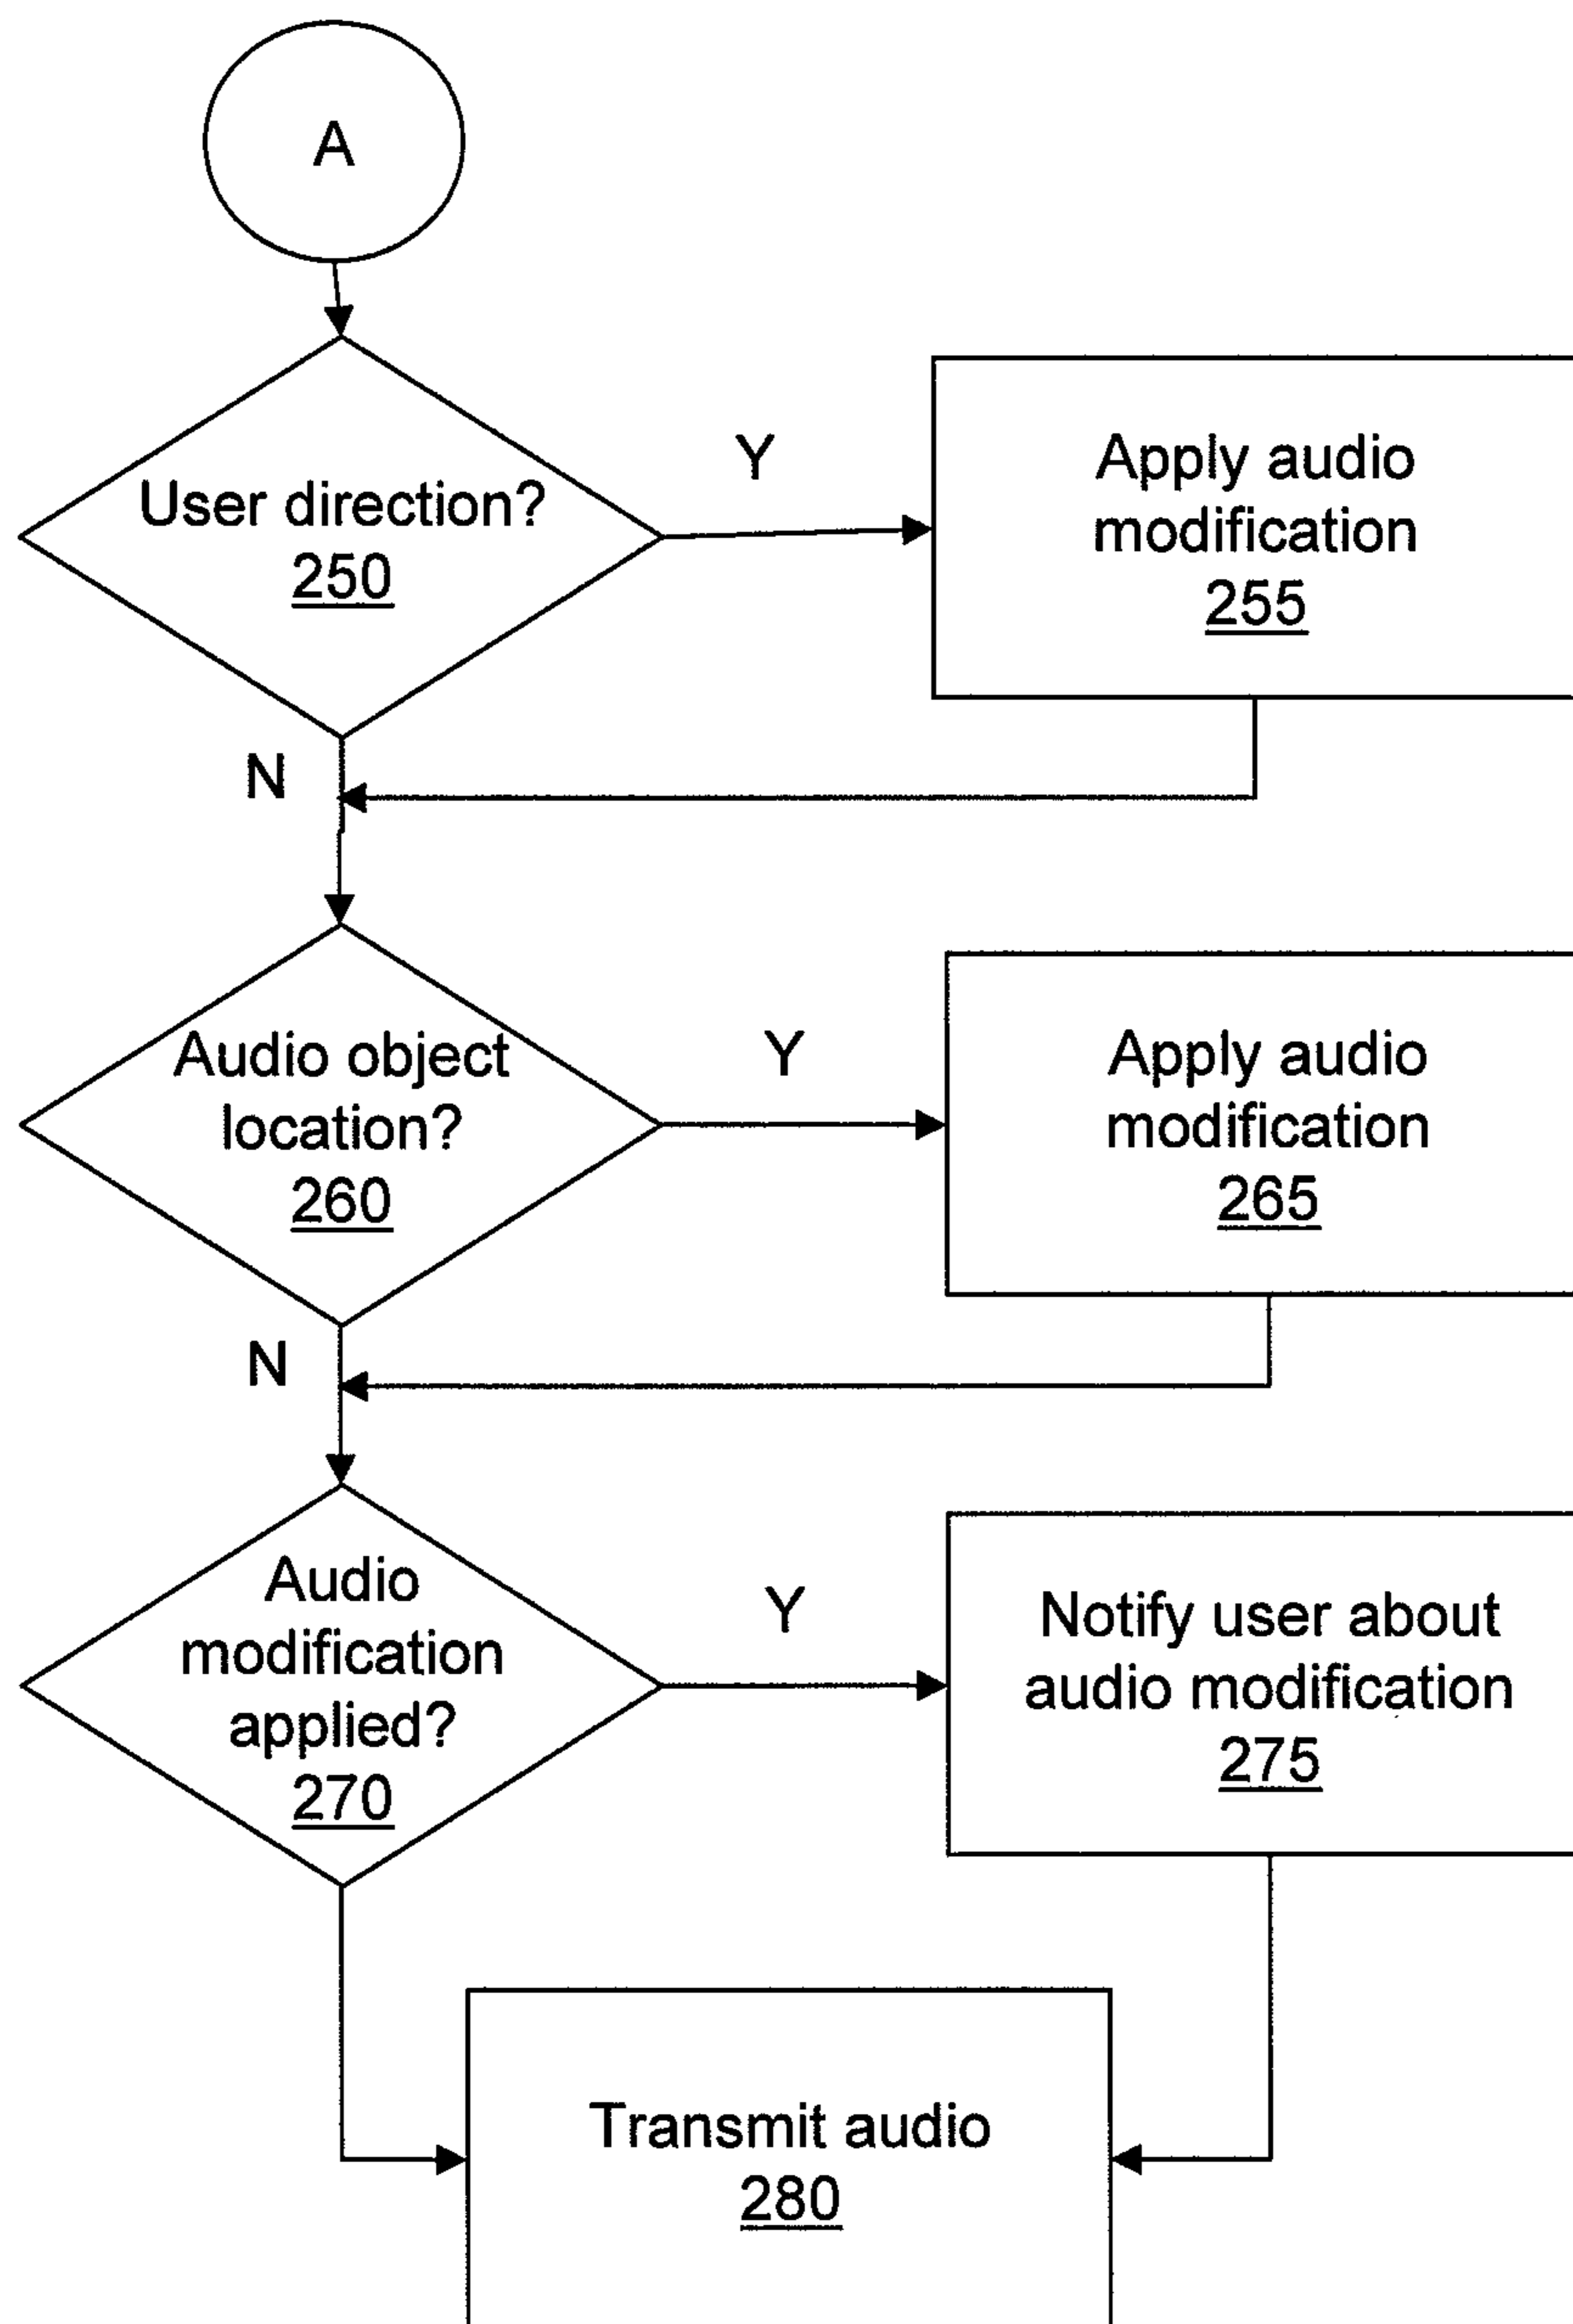 A
User direction?
250
Y
Apply audio
modification
255
N
Audio object
location?
260
Y
Apply audio
modification
265
N
Audio
modification
applied?
270
Y
Notify user about
audio modification
275
Transmit audio
280